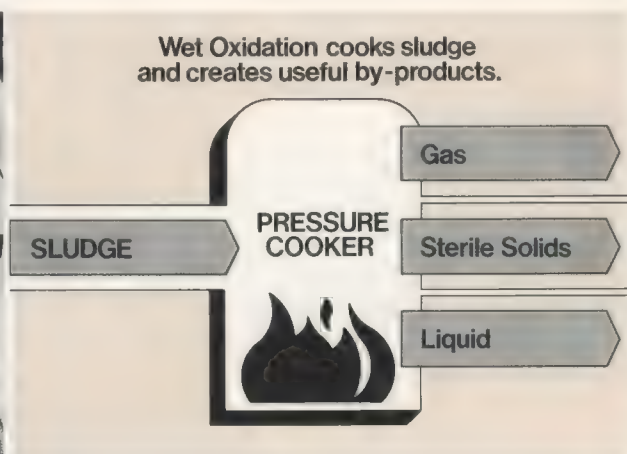 Wet Oxidation cooks sludge
and creates useful by-products.
Gas
SLUDGE
PRESSURE
COOKER
Sterile Solids
Liquid